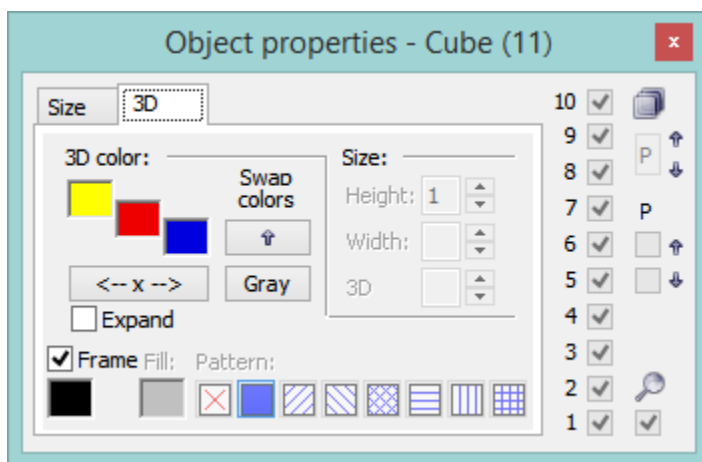 Object properties - Cube (11)
x
Size 3D
3D color:
Swap
colors
<-- x --> Gray
Expand
Size:
Height: 1
Width:
3D
Frame Fill: Pattern:
10
9
8
7
6
5
4
3
2
1
P
P